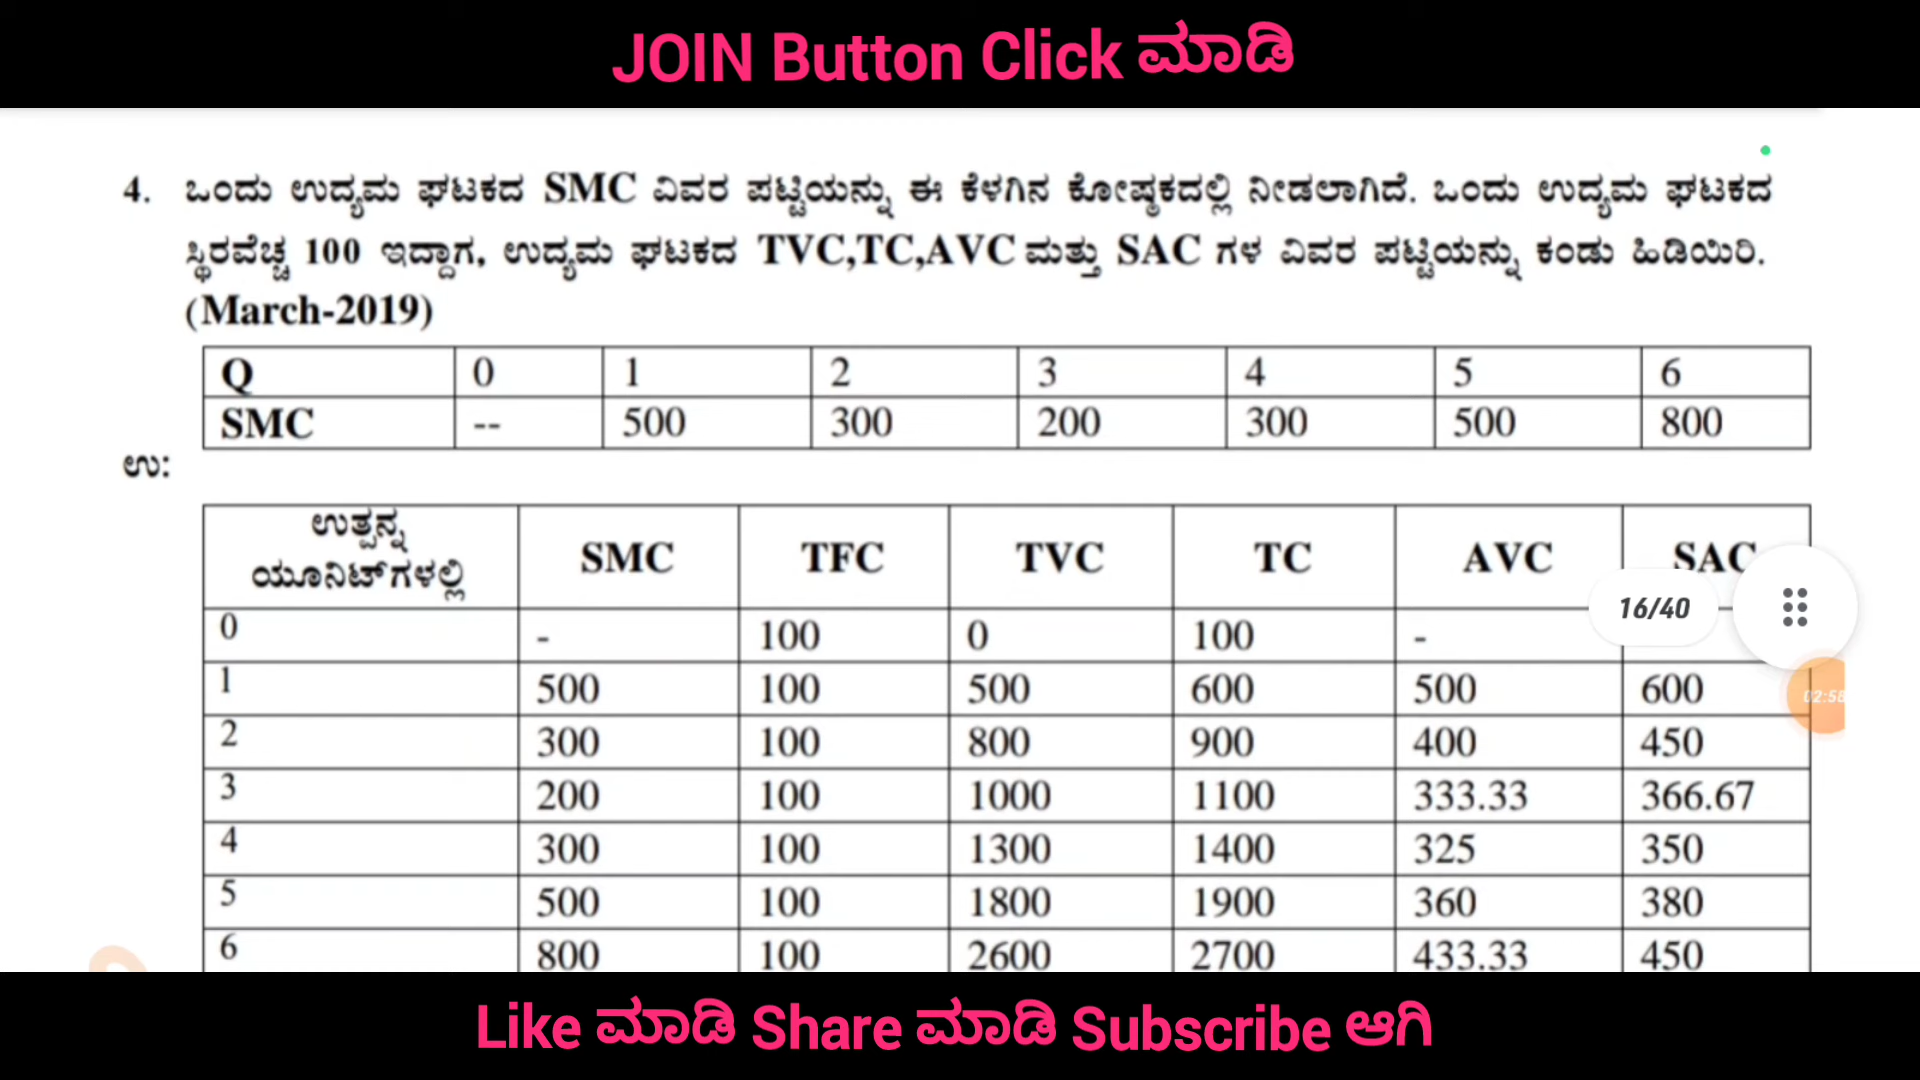 JOIN Button Click ಮಾಡಿ
4. ಒಂದು ಉದ್ಯಮ ಘಟಕದ SMC ವಿವರ ಪಟ್ಟಿಯನ್ನು ಈ ಕೆಳಗಿನ ಕೋಷ್ಠಕದಲ್ಲಿ ನೀಡಲಾಗಿದೆ. ಒಂದು ಉದ್ಯಮ ಘಟಕದ
ಸ್ಥಿರವೆಚ್ಚ 100 ಇದ್ದಾಗ, ಉದ್ಯಮ ಘಟಕದ TVC,TC,AVC ಮತ್ತು SAC ಗಳ ವಿವರ ಪಟ್ಟಿಯನ್ನು ಕಂಡು ಹಿಡಿಯಿರಿ.
(March-2019)
Q 0 1 2 3 4 5 6
SMC -- 500 300 200 300 500 800
ಉ:
ಉತ್ಪನ್ನ
ಯೂನಿಟ್‌ಗಳಲ್ಲಿ SMC TFC TVC TC AVC SAC
16/40
0 - 100 0 100 -
1 500 100 500 600 500 600
02:58
2 300 100 800 900 400 450
3 200 100 1000 1100 333.33 366.67
4 300 100 1300 1400 325 350
5 500 100 1800 1900 360 380
6 800 100 2600 2700 433.33 450
Like ಮಾಡಿ Share ಮಾಡಿ Subscribe ಆಗಿ